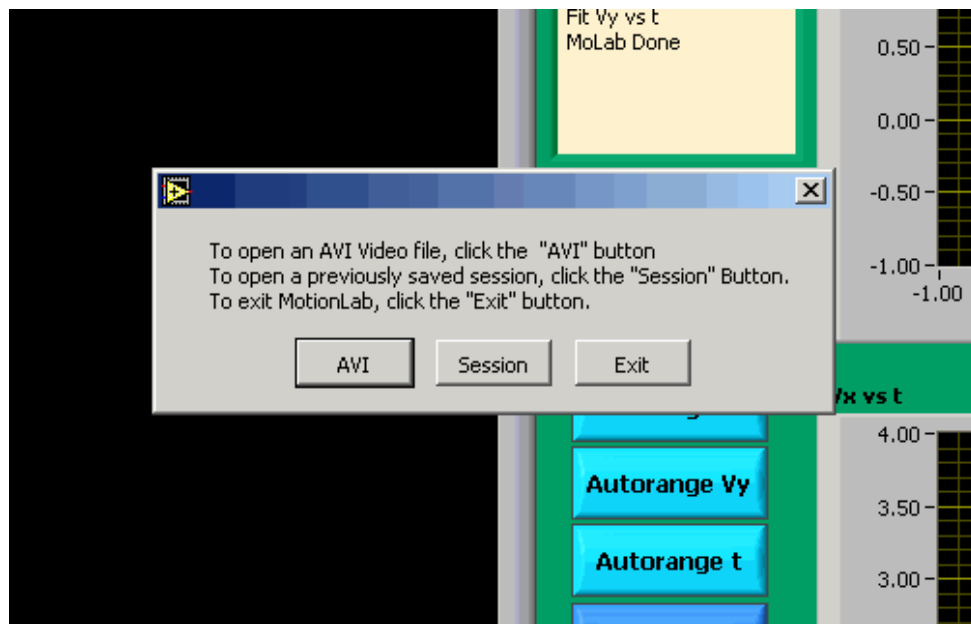 Fit Vy vs t
MoLab Done
0.50
0.00
-0.50
-1.00
-1.00
To open an AVI Video file, click the "AVI" button
To open a previously saved session, click the "Session" Button.
To exit MotionLab, click the "Exit" button.
AVI
Session
Exit
Vx vs t
4.00
Autorange Vy
3.50
Autorange t
3.00